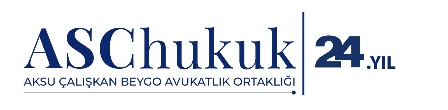 ASChukuk 24.YIL
AKSU ÇALIŞKAN BEYGO AVUKATLIK ORTAKLIĞI